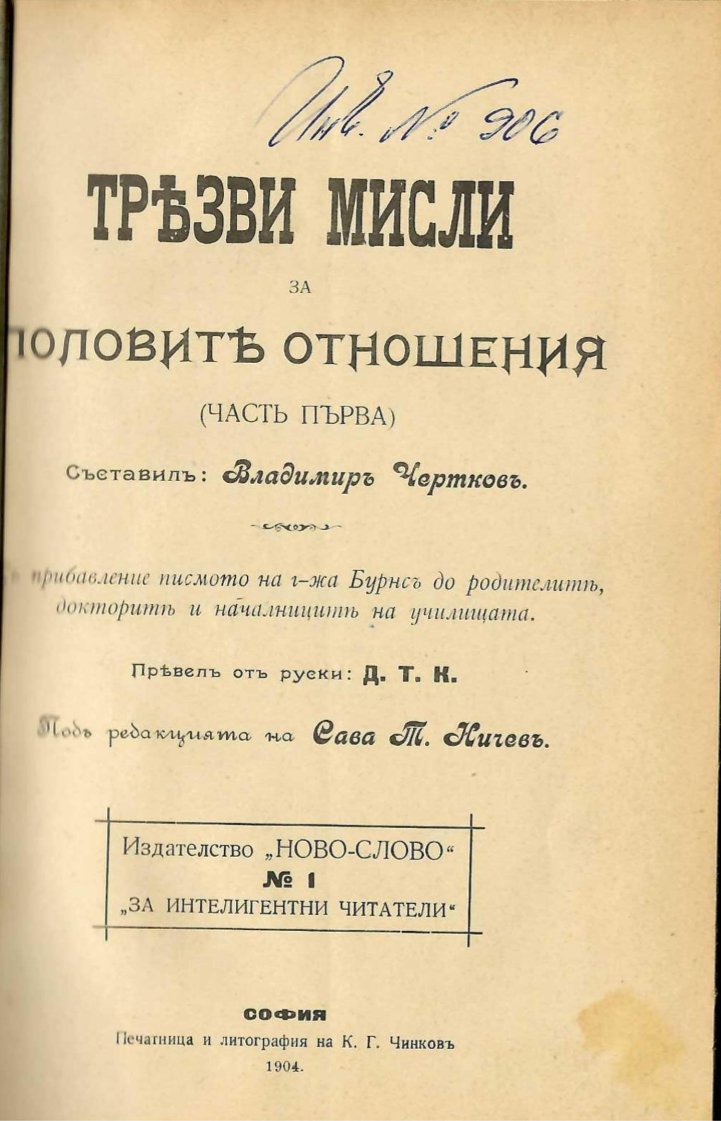 Инв. № 906
ТРѢЗВИ МИСЛИ
ЗА
ПОЛОВИТѢ ОТНОШЕНИЯ
(ЧАСТЬ ПЪРВА)
Съставилъ: Владимиръ Чертковъ.
прибавление писмото на г-жа Бурнсъ до родителитѣ,
докторитѣ и началницитѣ на училищата.
Прѣвелъ отъ руски: Д. Т. К.
Подъ редакцията на Сава Т. Кичевъ.
Издателство „НОВО-СЛОВО“
№ 1
„ЗА ИНТЕЛИГЕНТНИ ЧИТАТЕЛИ“
СОФИЯ
Печатница и литография на К. Г. Чинковъ
1904.